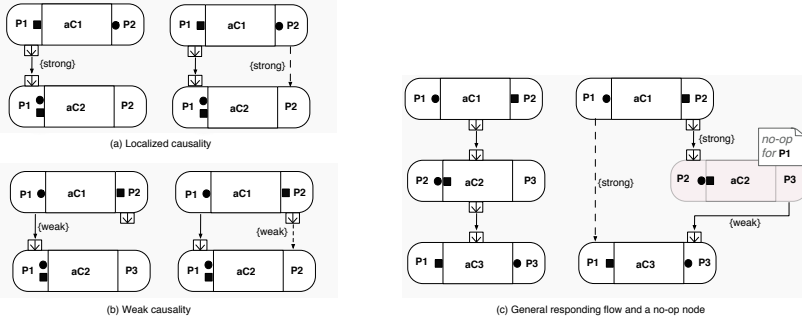 P1 aC1 P2
P1 aC1 P2
{strong}
{strong}
P1 aC2 P2
P1 aC2 P2
(a) Localized causality
P1 aC1 P2
P1 aC1 P2
{weak}
{weak}
P1 aC2 P3
P1 aC2 P2
(b) Weak causality
P1 aC1 P2
P1 aC1 P2
{strong}
no-op
for P1
P2 aC2 P3
P2 aC2 P3
{strong}
{weak}
P1 aC3 P3
P1 aC3 P3
(c) General responding flow and a no-op node